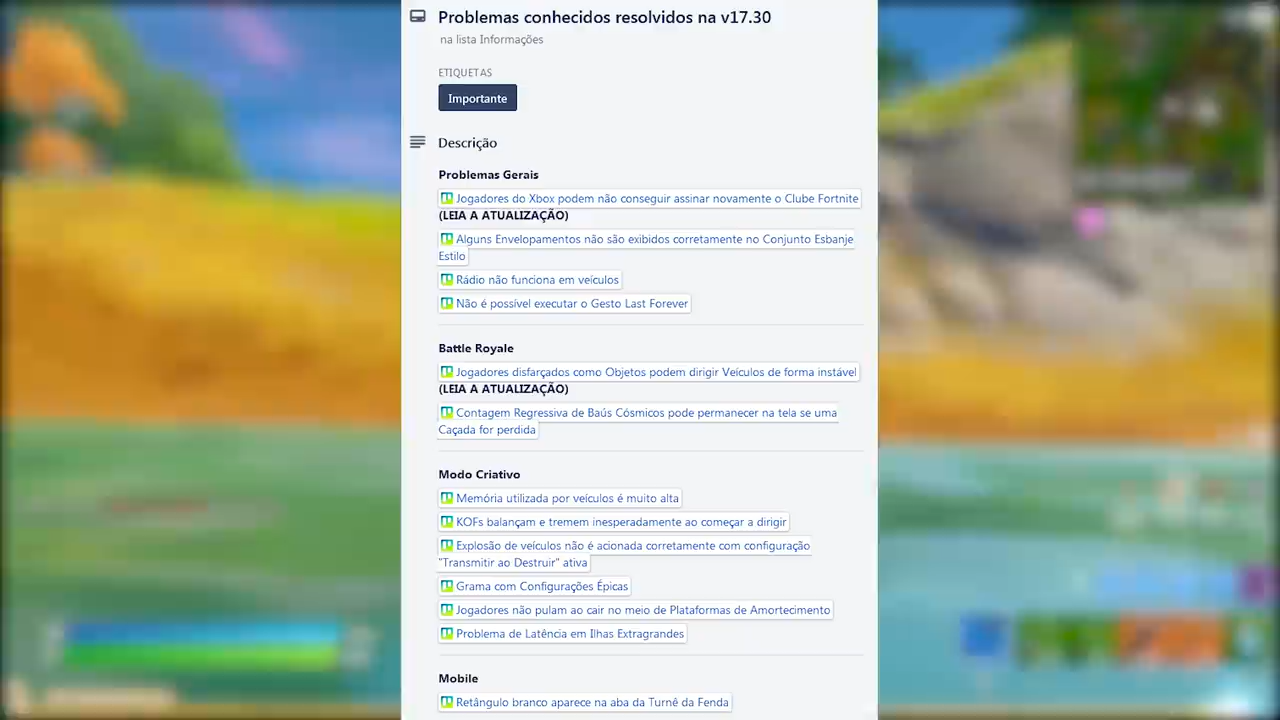 Problemas conhecidos resolvidos na v17.30
na lista Informações
ETIQUETAS
Importante
Descrição
Problemas Gerais
Jogadores do Xbox podem não conseguir assinar novamente o Clube Fortnite
(LEIA A ATUALIZAÇÃO)
Alguns Envelopamentos não são exibidos corretamente no Conjunto Esbanje
Estilo
Rádio não funciona em veículos
Não é possível executar o Gesto Last Forever
Battle Royale
Jogadores disfarçados como Objetos podem dirigir Veículos de forma instável
(LEIA A ATUALIZAÇÃO)
Contagem Regressiva de Baús Cósmicos pode permanecer na tela se uma
Caçada for perdida
Modo Criativo
Memória utilizada por veículos é muito alta
KOFs balançam e tremem inesperadamente ao começar a dirigir
Explosão de veículos não é acionada corretamente com configuração
"Transmitir ao Destruir" ativa
Grama com Configurações Épicas
Jogadores não pulam ao cair no meio de Plataformas de Amortecimento
Problema de Latência em Ilhas Extragrandes
Mobile
Retângulo branco aparece na aba da Turnê da Fenda